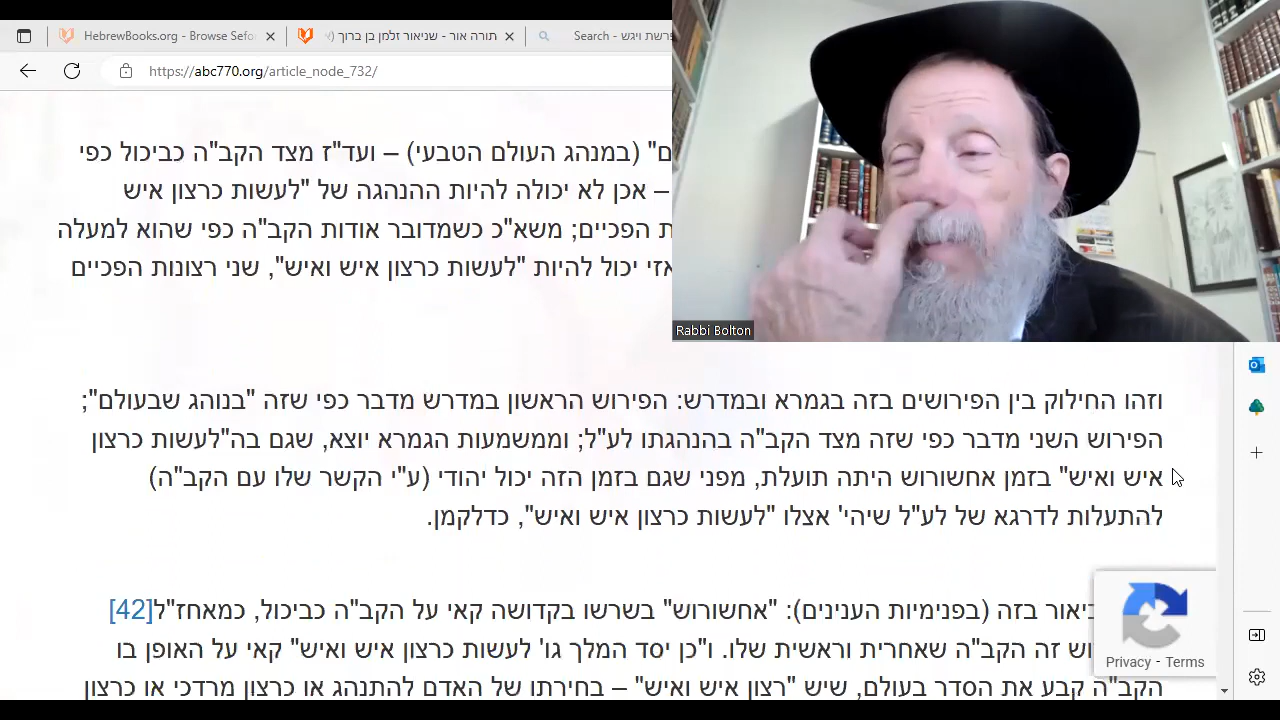 HebrewBooks.org - Browse Sefo
תורה אור - שניאור זלמן בן ברוך
Search - פרשת ויגש
https://abc770.org/article_node_732/
ם" (במנהג העולם הטבעי) – ועד"ז מצד הקב"ה כביכול כפי
– אכן לא יכולה להיות ההנהגה של "לעשות כרצון איש
ת הפכיים; משא"כ כשמדובר אודות הקב"ה כפי שהוא למעלה
אזי יכול להיות "לעשות כרצון איש ואיש", שני רצונות הפכיים
Rabbi Bolton
וזהו החילוק בין הפירושים בזה בגמרא ובמדרש: הפירוש הראשון במדרש מדבר כפי שזה "בנוהג שבעולם";
הפירוש השני מדבר כפי שזה מצד הקב"ה בהנהגתו לע"ל; וממשמעות הגמרא יוצא, שגם בה"לעשות כרצון
איש ואיש" בזמן אחשורוש היתה תועלת, מפני שגם בזמן הזה יכול יהודי (ע"י הקשר שלו עם הקב"ה)
להתעלות לדרגא של לע"ל שיהי' אצלו "לעשות כרצון איש ואיש", כדלקמן.
ביאור בזה (בפנימיות הענינים): "אחשורוש" בשרשו בקדושה קאי על הקב"ה כביכול, כמאחז"ל[42]
וש זה הקב"ה שאחרית וראשית שלו. ו"כן יסד המלך גו' לעשות כרצון איש ואיש" קאי על האופן בו
הקב"ה קבע את הסדר בעולם, שיש "רצון איש ואיש" – בחירתו של האדם להתנהג או כרצון מרדכי או כרצון
Privacy - Terms